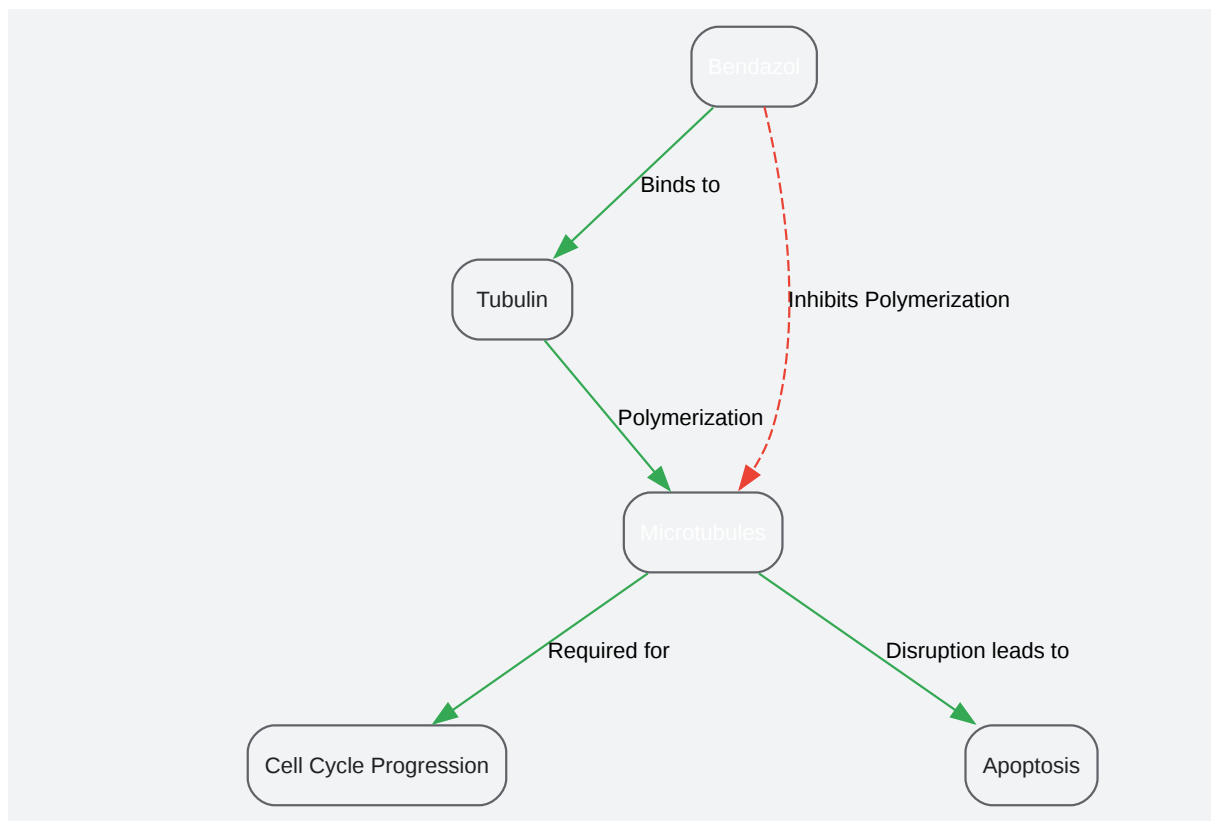 Bendazol
Binds to
Tubulin
Inhibits Polymerization
Polymerization
Microtubules
Required for
Disruption leads to
Cell Cycle Progression
Apoptosis